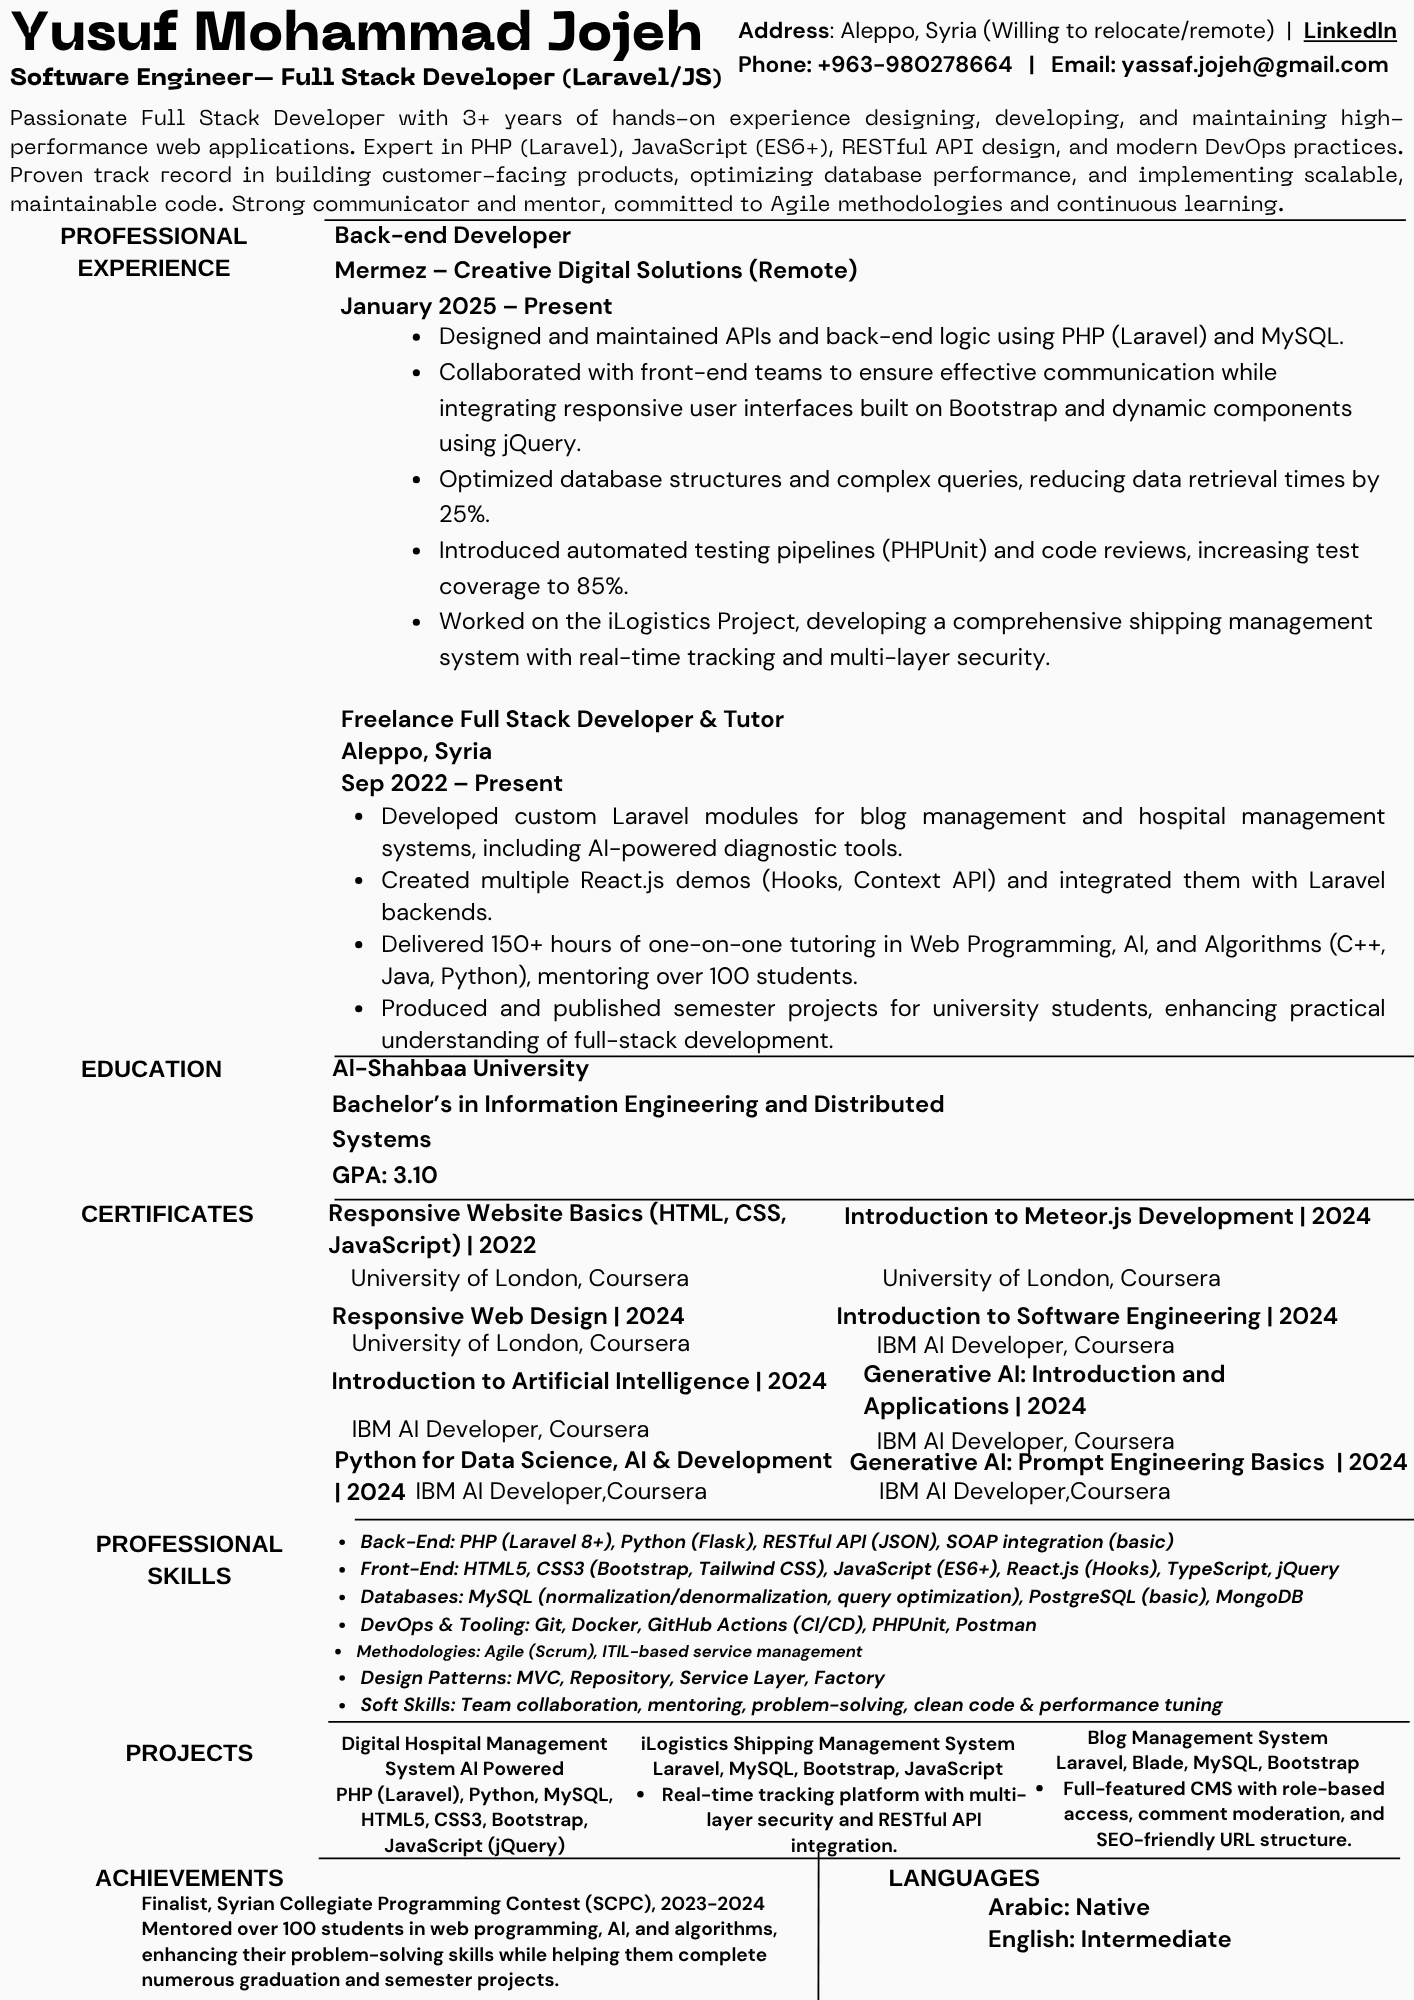 Yusuf Mohammad Jojeh
Software Engineer– Full Stack Developer (Laravel/JS)
Address: Aleppo, Syria (Willing to relocate/remote) | LinkedIn
Phone: +963-980278664 | Email: yassaf.jojeh@gmail.com
Passionate Full Stack Developer with 3+ years of hands-on experience designing, developing, and maintaining high-
performance web applications. Expert in PHP (Laravel), JavaScript (ES6+), RESTful API design, and modern DevOps practices.
Proven track record in building customer-facing products, optimizing database performance, and implementing scalable,
maintainable code. Strong communicator and mentor, committed to Agile methodologies and continuous learning.
PROFESSIONAL
EXPERIENCE
Back-end Developer
Mermez – Creative Digital Solutions (Remote)
January 2025 – Present
• Designed and maintained APIs and back-end logic using PHP (Laravel) and MySQL.
• Collaborated with front-end teams to ensure effective communication while
integrating responsive user interfaces built on Bootstrap and dynamic components
using jQuery.
• Optimized database structures and complex queries, reducing data retrieval times by
25%.
• Introduced automated testing pipelines (PHPUnit) and code reviews, increasing test
coverage to 85%.
• Worked on the iLogistics Project, developing a comprehensive shipping management
system with real-time tracking and multi-layer security.
Freelance Full Stack Developer & Tutor
Aleppo, Syria
Sep 2022 – Present
• Developed custom Laravel modules for blog management and hospital management
systems, including AI-powered diagnostic tools.
• Created multiple React.js demos (Hooks, Context API) and integrated them with Laravel
backends.
• Delivered 150+ hours of one-on-one tutoring in Web Programming, AI, and Algorithms (C++,
Java, Python), mentoring over 100 students.
• Produced and published semester projects for university students, enhancing practical
understanding of full-stack development.
EDUCATION
Al-Shahbaa University
Bachelor’s in Information Engineering and Distributed
Systems
GPA: 3.10
CERTIFICATES
Responsive Website Basics (HTML, CSS,
JavaScript) | 2022
University of London, Coursera
Introduction to Meteor.js Development | 2024
University of London, Coursera
Responsive Web Design | 2024
University of London, Coursera
Introduction to Software Engineering | 2024
IBM AI Developer, Coursera
Introduction to Artificial Intelligence | 2024
IBM AI Developer, Coursera
Generative AI: Introduction and
Applications | 2024
IBM AI Developer, Coursera
Python for Data Science, AI & Development
| 2024 IBM AI Developer,Coursera
Generative AI: Prompt Engineering Basics | 2024
IBM AI Developer,Coursera
PROFESSIONAL
SKILLS
• Back-End: PHP (Laravel 8+), Python (Flask), RESTful API (JSON), SOAP integration (basic)
• Front-End: HTML5, CSS3 (Bootstrap, Tailwind CSS), JavaScript (ES6+), React.js (Hooks), TypeScript, jQuery
• Databases: MySQL (normalization/denormalization, query optimization), PostgreSQL (basic), MongoDB
• DevOps & Tooling: Git, Docker, GitHub Actions (CI/CD), PHPUnit, Postman
• Methodologies: Agile (Scrum), ITIL-based service management
• Design Patterns: MVC, Repository, Service Layer, Factory
• Soft Skills: Team collaboration, mentoring, problem-solving, clean code & performance tuning
PROJECTS
Digital Hospital Management
System AI Powered
PHP (Laravel), Python, MySQL,
HTML5, CSS3, Bootstrap,
JavaScript (jQuery)
iLogistics Shipping Management System
Laravel, MySQL, Bootstrap, JavaScript
• Real-time tracking platform with multi-
layer security and RESTful API
integration.
Blog Management System
Laravel, Blade, MySQL, Bootstrap
• Full-featured CMS with role-based
access, comment moderation, and
SEO-friendly URL structure.
ACHIEVEMENTS
Finalist, Syrian Collegiate Programming Contest (SCPC), 2023-2024
Mentored over 100 students in web programming, AI, and algorithms,
enhancing their problem-solving skills while helping them complete
numerous graduation and semester projects.
LANGUAGES
Arabic: Native
English: Intermediate